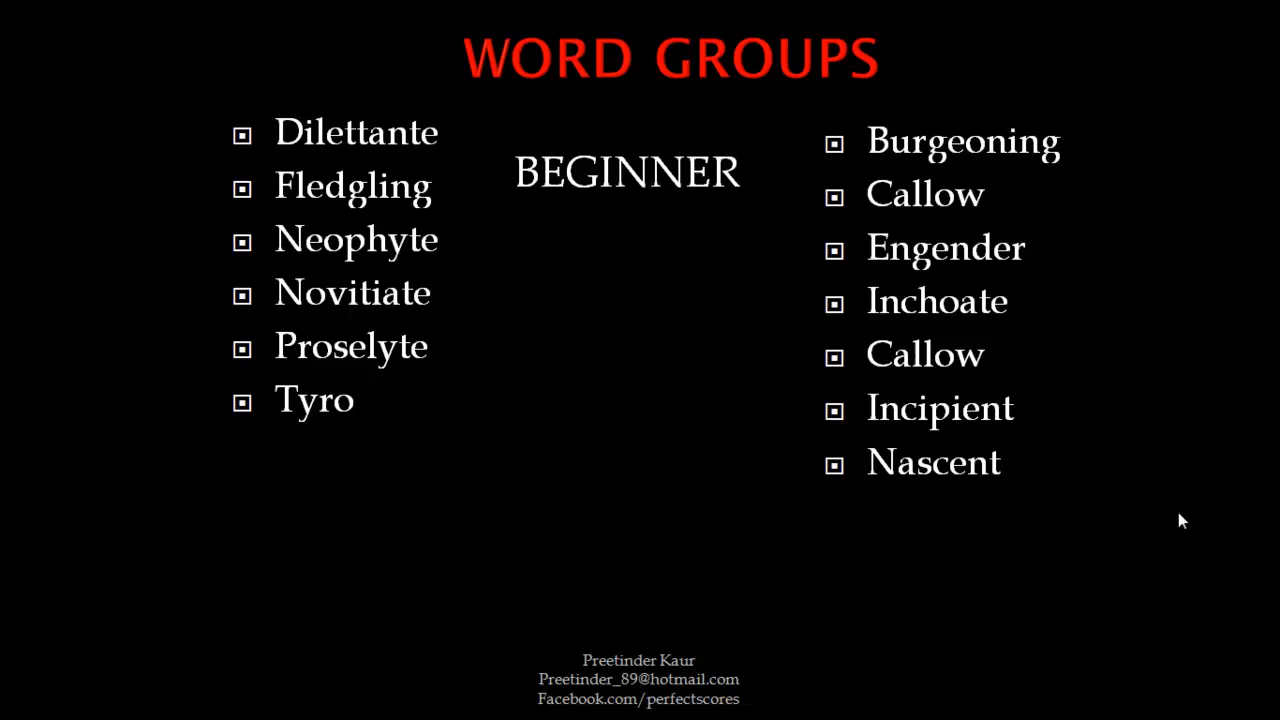 WORD GROUPS
Dilettante
Fledgling
Neophyte
Novitiate
Proselyte
Tyro
BEGINNER
Burgeoning
Callow
Engender
Inchoate
Callow
Incipient
Nascent
Preetinder Kaur
Preetinder_89@hotmail.com
Facebook.com/perfectscores